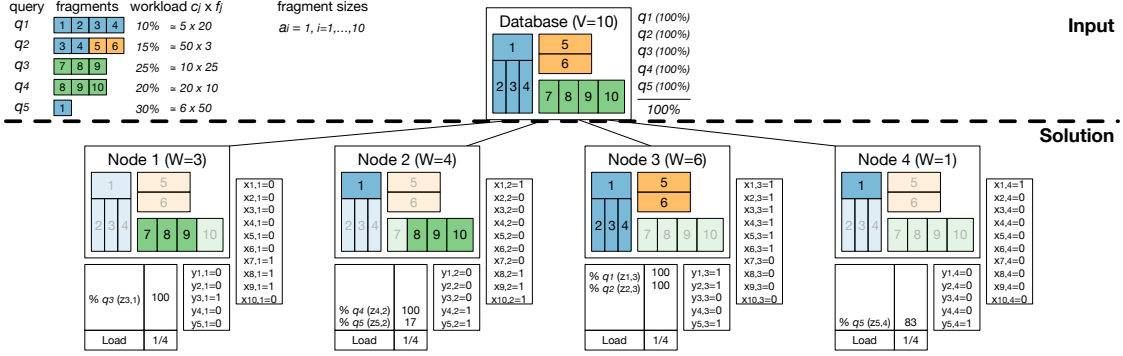 query fragments workload cj x fj
q1 1 2 3 4 10% ≃ 5 x 20
q2 3 4 5 6 15% ≃ 50 x 3
q3 7 8 9 25% ≃ 10 x 25
q4 8 9 10 20% ≃ 20 x 10
q5 1 30% ≃ 6 x 50
fragment sizes
ai = 1, i=1,...,10
Database (V=10)
1 5
6
2 3 4 7 8 9 10
q1 (100%)
q2 (100%)
q3 (100%)
q4 (100%)
q5 (100%)
100%
Input
Solution
Node 1 (W=3)
1 5
6
2 3 4 7 8 9 10
x1,1=0
x2,1=0
x3,1=0
x4,1=0
x5,1=0
x6,1=0
x7,1=1
x8,1=1
x9,1=1
x10,1=0
% q3 (z3,1) 100
Load 1/4
y1,1=0
y2,1=0
y3,1=1
y4,1=0
y5,1=0
Node 2 (W=4)
1 5
6
2 3 4 7 8 9 10
x1,2=1
x2,2=0
x3,2=0
x4,2=0
x5,2=0
x6,2=0
x7,2=0
x8,2=1
x9,2=1
x10,2=1
% q4 (z4,2) 100
% q5 (z5,2) 17
Load 1/4
y1,2=0
y2,2=0
y3,2=0
y4,2=1
y5,2=1
Node 3 (W=6)
1 5
6
2 3 4 7 8 9 10
x1,3=1
x2,3=1
x3,3=1
x4,3=1
x5,3=1
x6,3=1
x7,3=0
x8,3=0
x9,3=0
x10,3=0
% q1 (z1,3) 100
% q2 (z2,3) 100
Load 1/4
y1,3=1
y2,3=1
y3,3=0
y4,3=0
y5,3=1
Node 4 (W=1)
1 5
6
2 3 4 7 8 9 10
x1,4=1
x2,4=0
x3,4=0
x4,4=0
x5,4=0
x6,4=0
x7,4=0
x8,4=0
x9,4=0
x10,4=0
% q5 (z5,4) 83
Load 1/4
y1,4=0
y2,4=0
y3,4=0
y4,4=0
y5,4=1